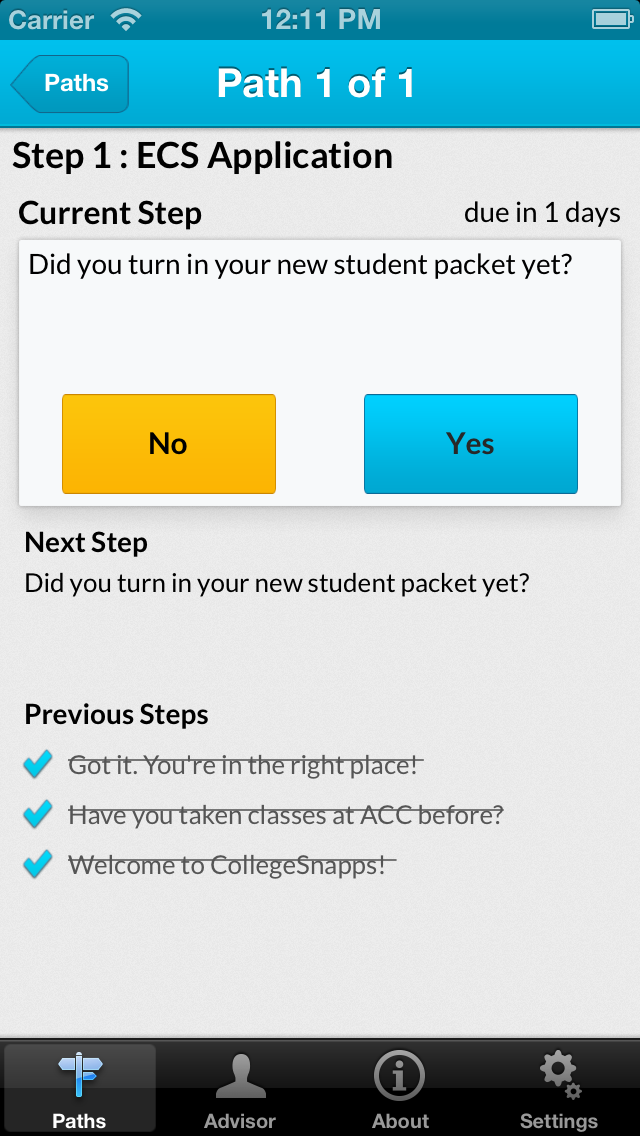 Carrier 12:11 PM
Paths Path 1 of 1
Step 1 : ECS Application
Current Step due in 1 days
Did you turn in your new student packet yet?
No Yes
Next Step
Did you turn in your new student packet yet?
Previous Steps
Got it. You're in the right place!
Have you taken classes at ACC before?
Welcome to CollegeSnapps!
Paths Advisor About Settings